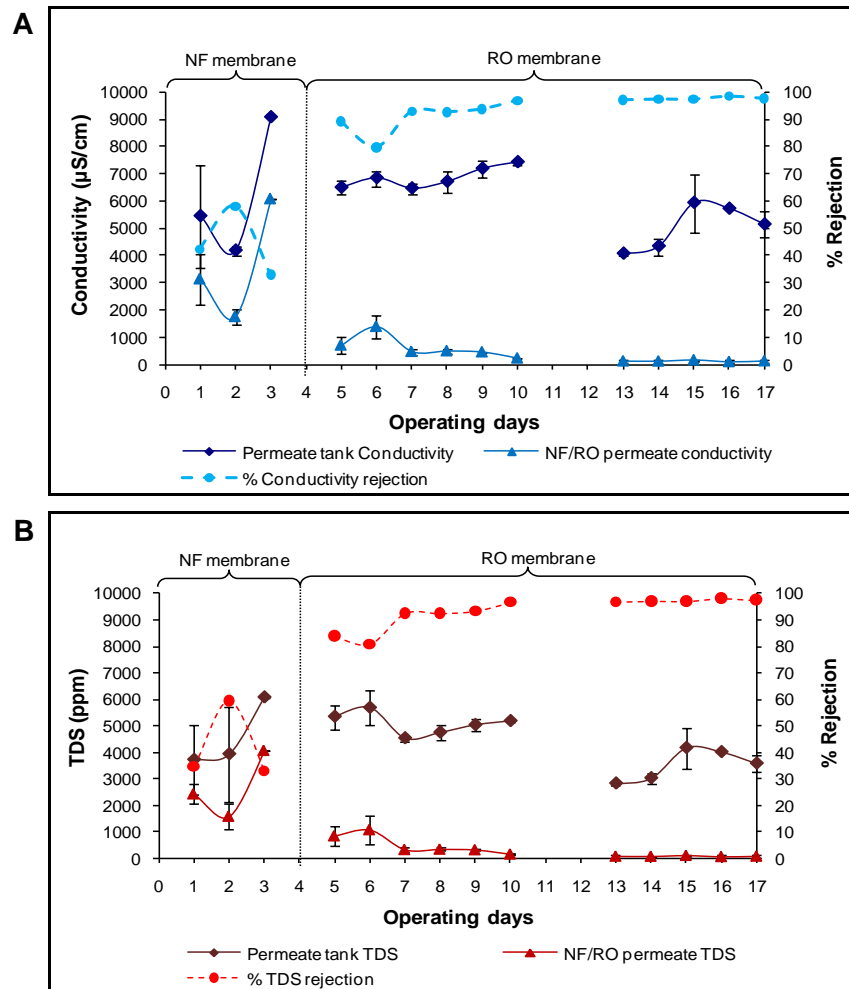 A
NF membrane
RO membrane
10000
9000
8000
7000
6000
5000
4000
3000
2000
1000
0
Conductivity (µS/cm)
100
90
80
70
60
50
40
30
20
10
0
% Rejection
0 1 2 3 4 5 6 7 8 9 10 11 12 13 14 15 16 17
Operating days
Permeate tank Conductivity
NF/RO permeate conductivity
% Conductivity rejection
B
NF membrane
RO membrane
10000
9000
8000
7000
6000
5000
4000
3000
2000
1000
0
TDS (ppm)
100
90
80
70
60
50
40
30
20
10
0
% Rejection
0 1 2 3 4 5 6 7 8 9 10 11 12 13 14 15 16 17
Operating days
Permeate tank TDS
NF/RO permeate TDS
% TDS rejection